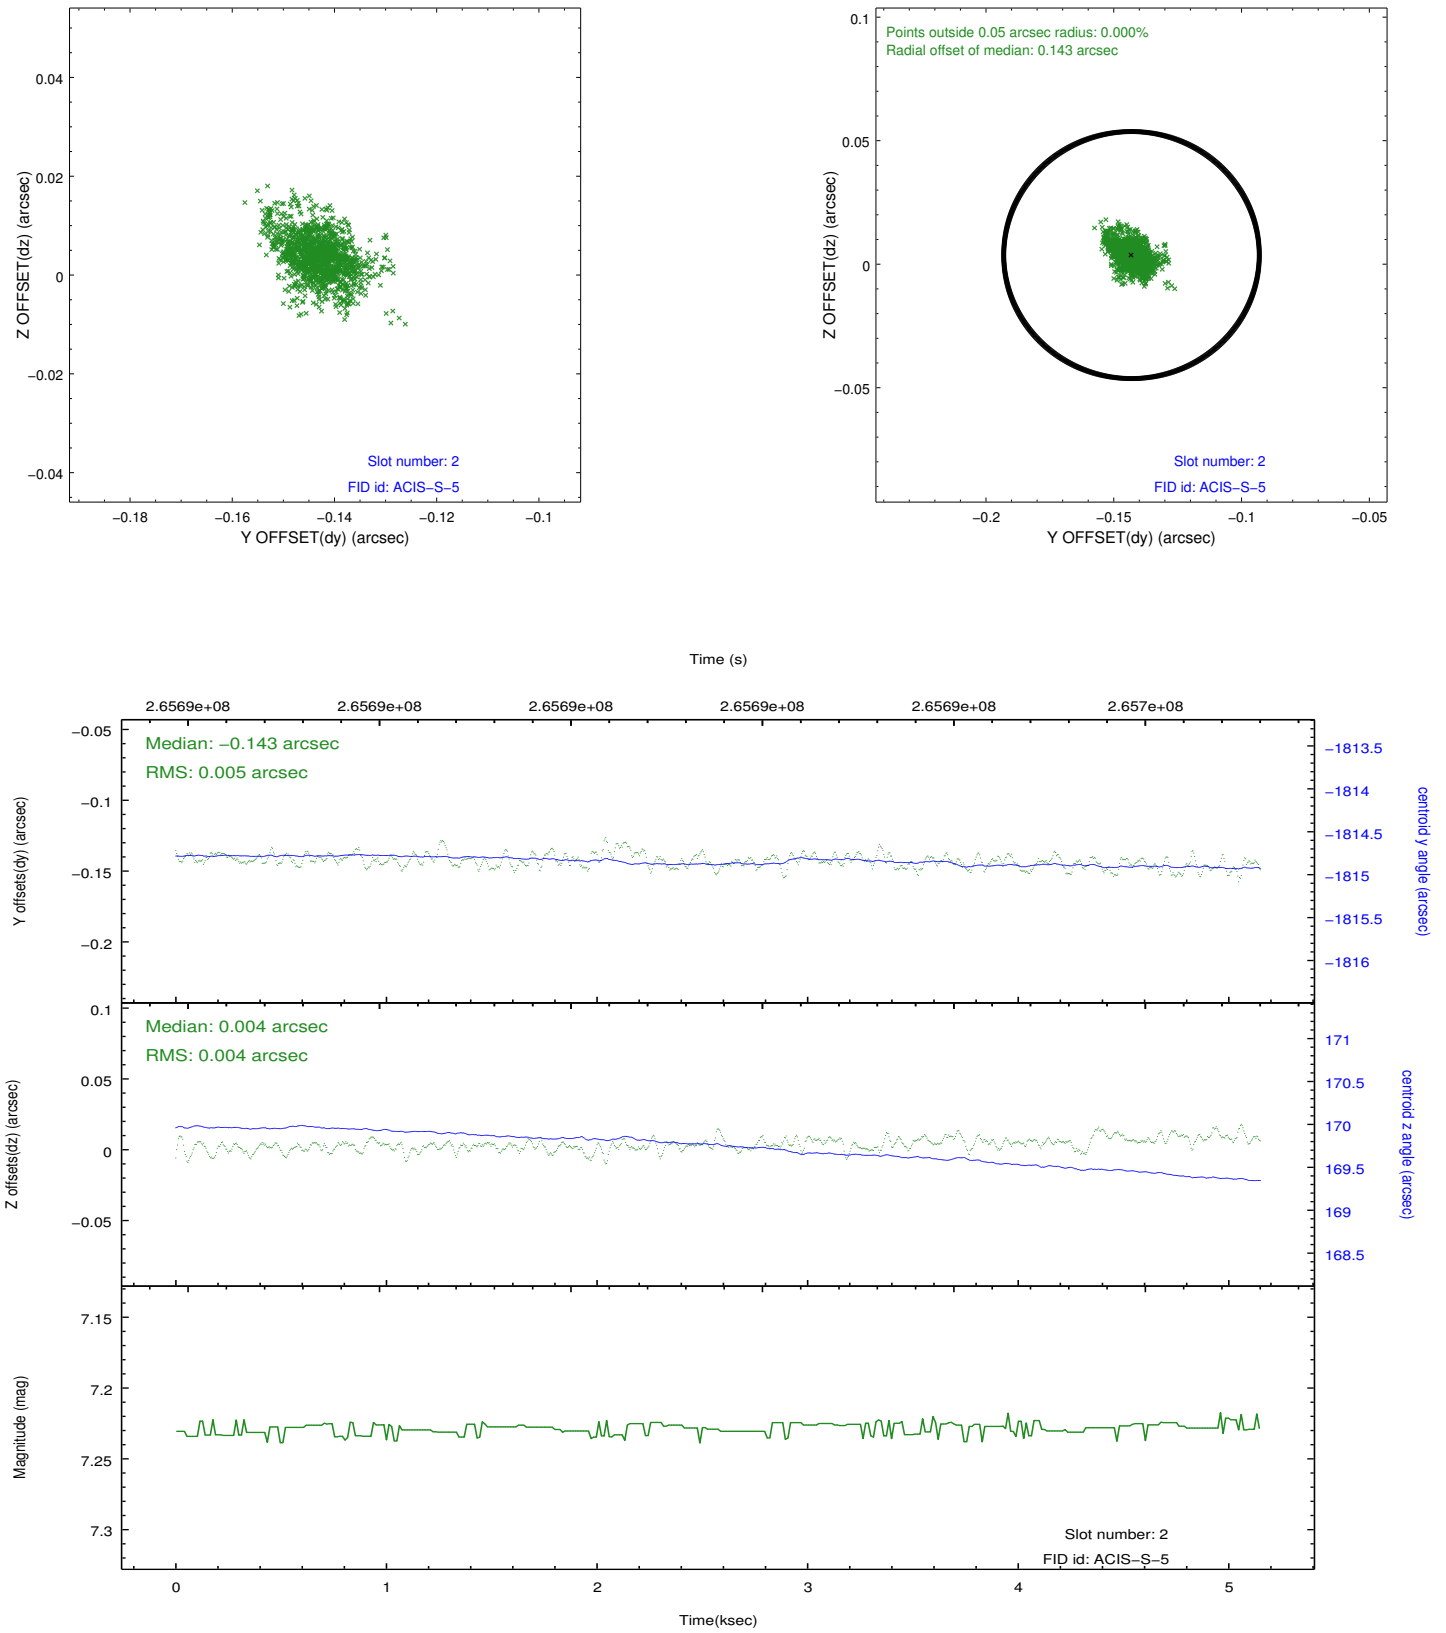 0.04
0.02
0
−0.02
−0.04
Z OFFSET(dz) (arcsec)
Slot number: 2
FID id: ACIS−S−5
−0.18
−0.16
−0.14
−0.12
−0.1
Y OFFSET(dy) (arcsec)
Points outside 0.05 arcsec radius: 0.000%
Radial offset of median: 0.143 arcsec
0.1
0.05
0
−0.05
Z OFFSET(dz) (arcsec)
Slot number: 2
FID id: ACIS−S−5
−0.2
−0.15
−0.1
−0.05
Y OFFSET(dy) (arcsec)
Time (s)
2.6569e+08
2.6569e+08
2.6569e+08
2.6569e+08
2.6569e+08
2.657e+08
Median: −0.143 arcsec
RMS: 0.005 arcsec
−0.05
−0.1
−0.15
−0.2
Y offsets(dy) (arcsec)
−1813.5
−1814
−1814.5
−1815
−1815.5
−1816
centroid y angle (arcsec)
Median: 0.004 arcsec
RMS: 0.004 arcsec
0.1
0.05
0
−0.05
Z offsets(dz) (arcsec)
171
170.5
170
169.5
169
168.5
centroid z angle (arcsec)
7.15
7.2
7.25
7.3
Magnitude (mag)
Slot number: 2
FID id: ACIS−S−5
0
1
2
3
4
5
Time(ksec)